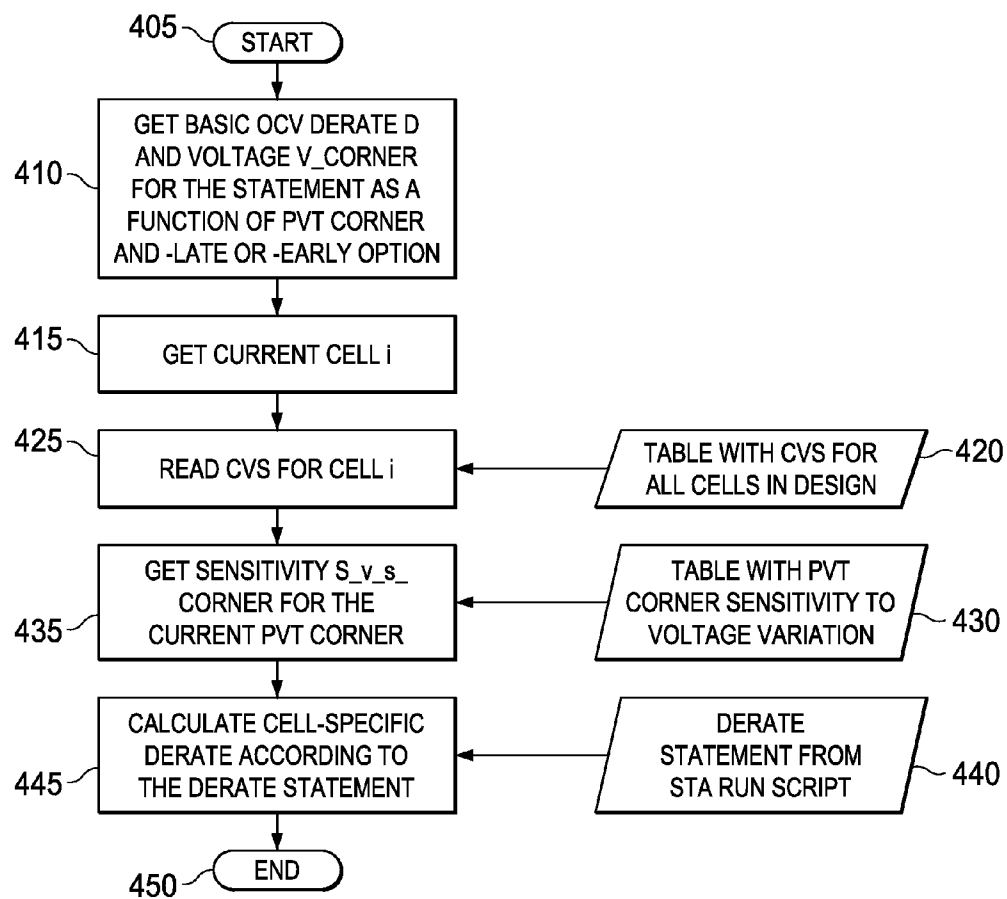 405
START
410
GET BASIC OCV DERATE D
AND VOLTAGE V_CORNER
FOR THE STATEMENT AS A
FUNCTION OF PVT CORNER
AND -LATE OR -EARLY OPTION
415
GET CURRENT CELL i
425
READ CVS FOR CELL i
TABLE WITH CVS FOR
ALL CELLS IN DESIGN
420
435
GET SENSITIVITY S_v_s_
CORNER FOR THE
CURRENT PVT CORNER
TABLE WITH PVT
CORNER SENSITIVITY TO
VOLTAGE VARIATION
430
445
CALCULATE CELL-SPECIFIC
DERATE ACCORDING TO
THE DERATE STATEMENT
DERATE
STATEMENT FROM
STA RUN SCRIPT
440
450
END